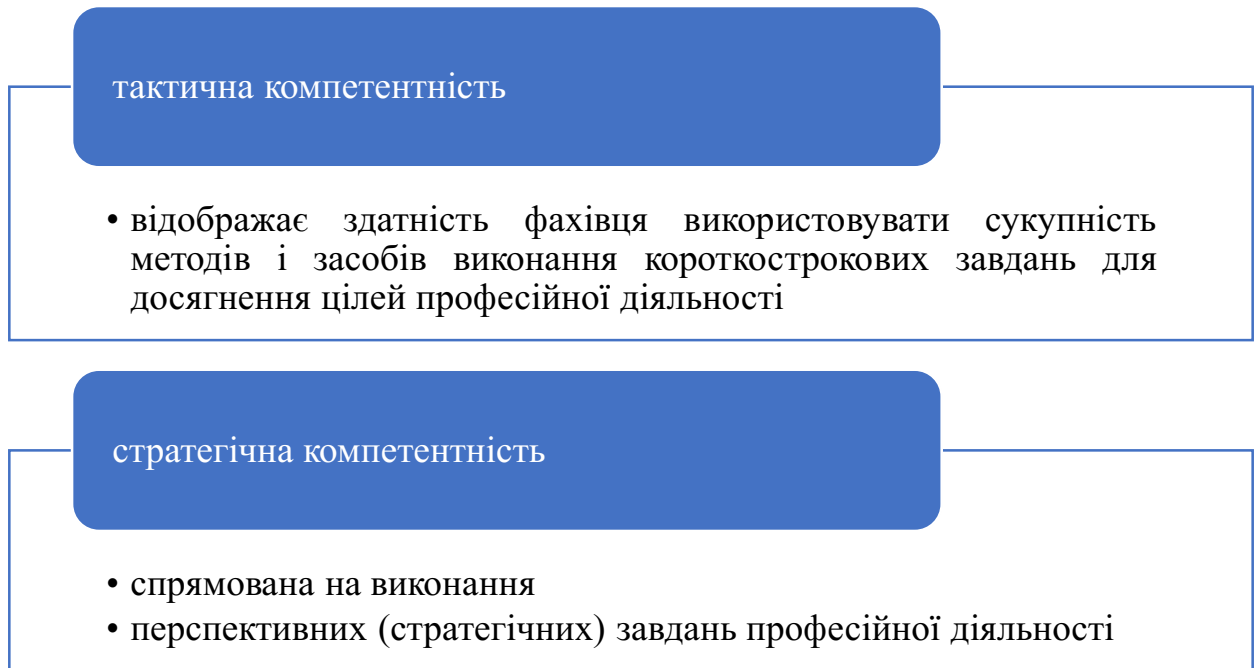 тактична компетентність
• відображає здатність фахівця використовувати сукупність
методів і засобів виконання короткострокових завдань для
досягнення цілей професійної діяльності
стратегічна компетентність
• спрямована на виконання
• перспективних (стратегічних) завдань професійної діяльності